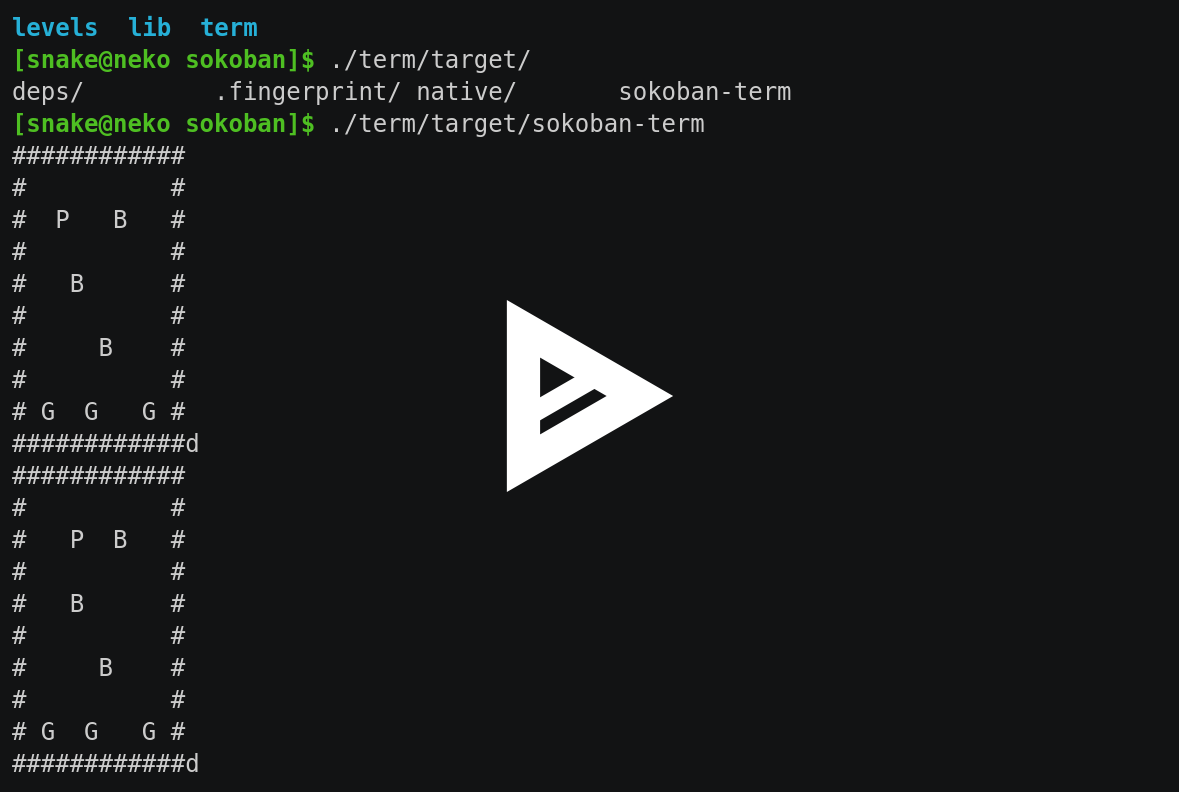 levels  lib  term
[snake@neko sokoban]$ ./term/target/
deps/         .fingerprint/ native/       sokoban-term
[snake@neko sokoban]$ ./term/target/sokoban-term
############
#          #
#  P   B   #
#          #
#   B      #
#          #
#     B    #
#          #
# G  G   G #
############d
############
#          #
#   P  B   #
#          #
#   B      #
#          #
#     B    #
#          #
# G  G   G #
############d